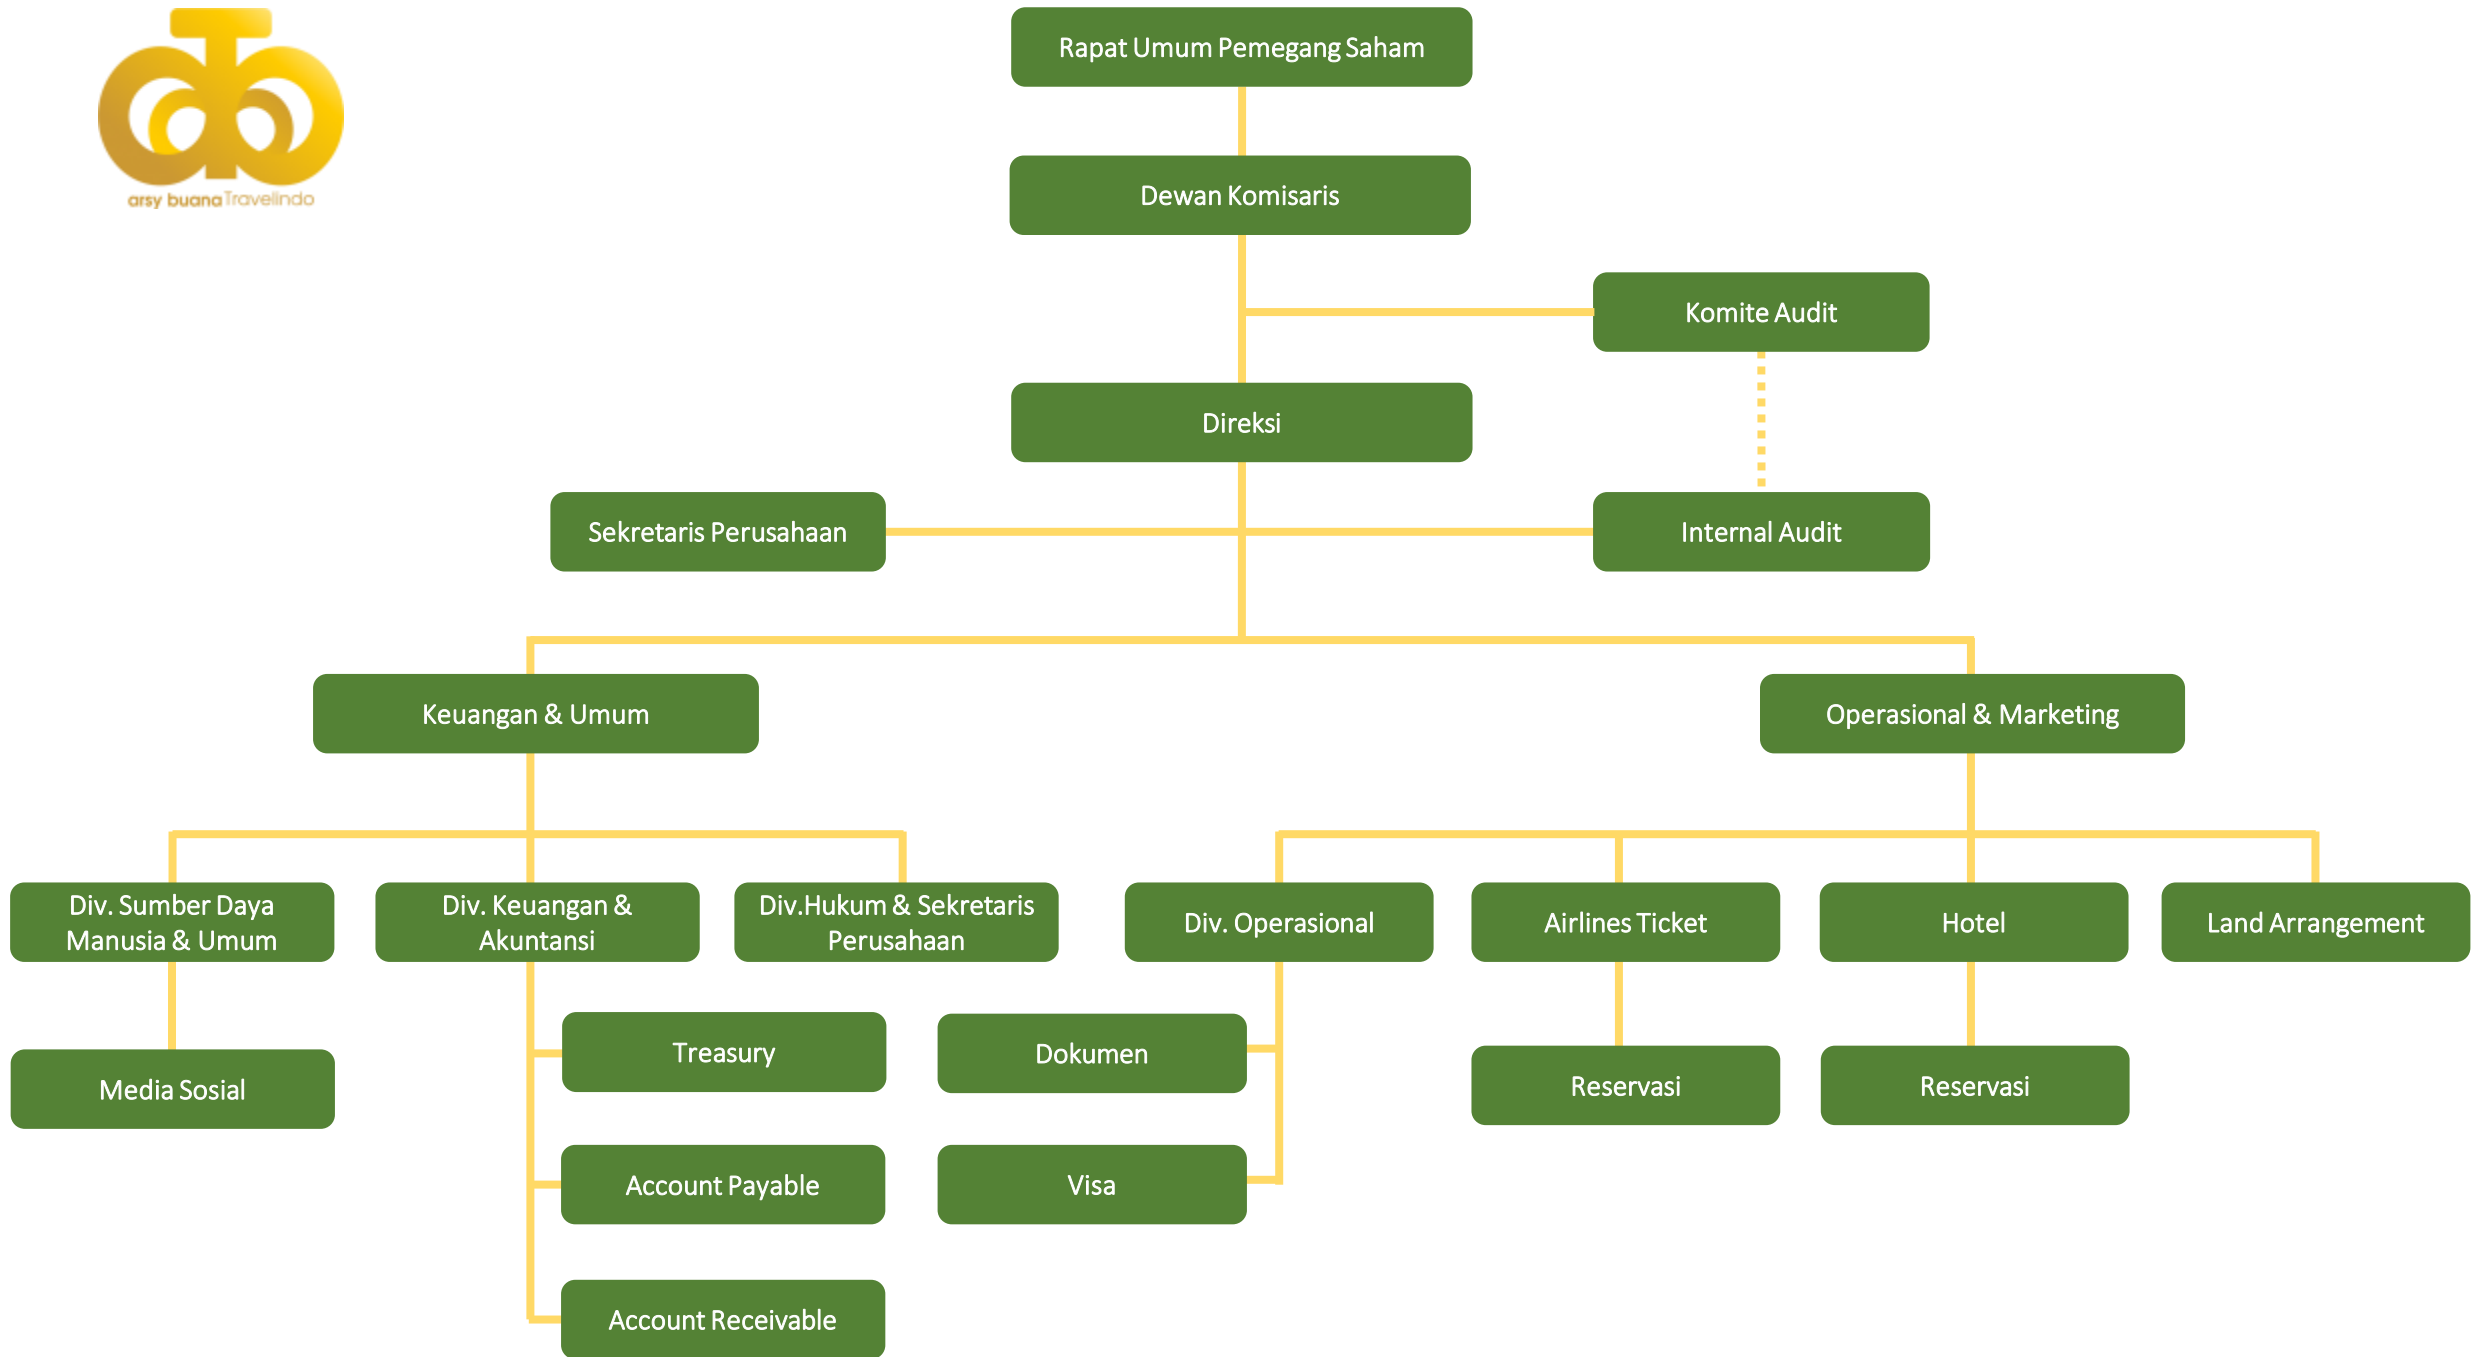 arsy buana Travelindo
Rapat Umum Pemegang Saham
Dewan Komisaris
Komite Audit
Direksi
Sekretaris Perusahaan
Internal Audit
Keuangan & Umum
Operasional & Marketing
Div. Sumber Daya
Manusia & Umum
Div. Keuangan &
Akuntansi
Div.Hukum & Sekretaris
Perusahaan
Div. Operasional
Airlines Ticket
Hotel
Land Arrangement
Treasury
Dokumen
Media Sosial
Reservasi
Reservasi
Account Payable
Visa
Account Receivable